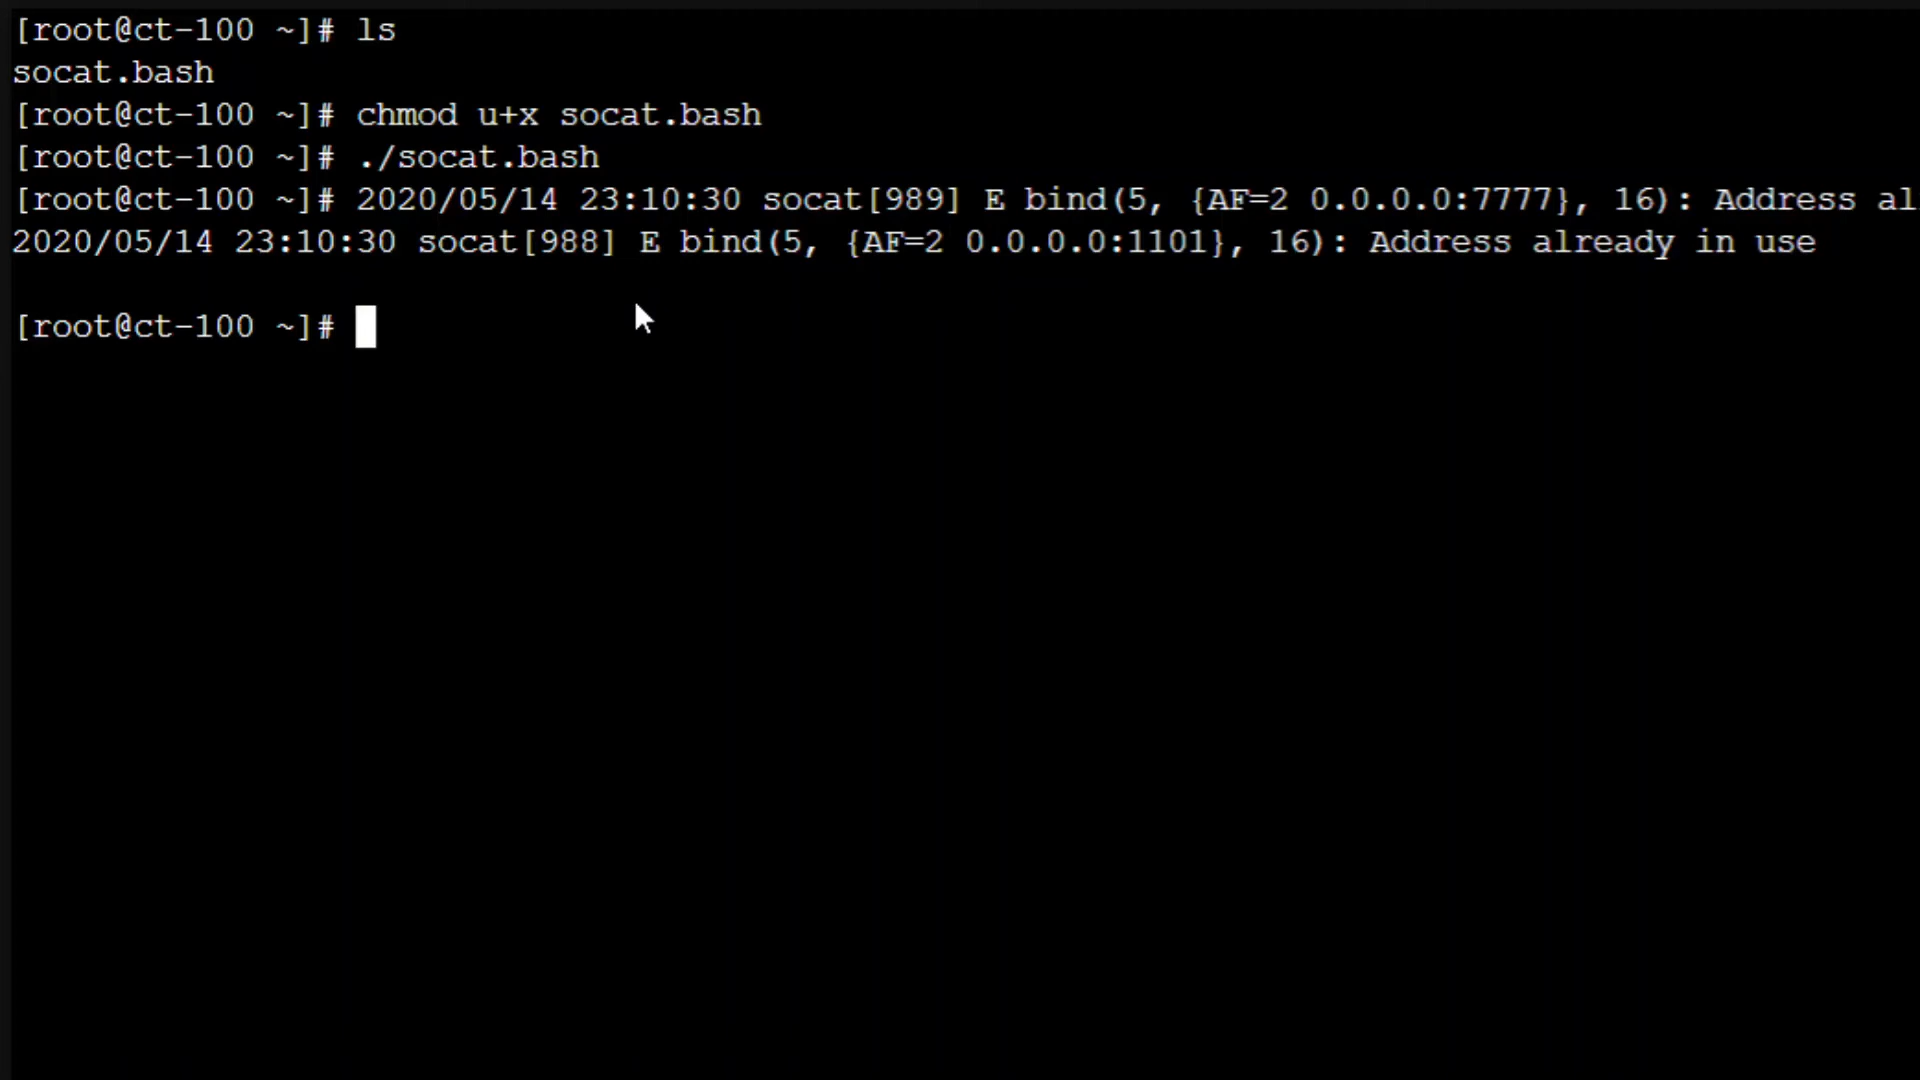 [root@ct-100 ~]# ls
socat.bash
[root@ct-100 ~]# chmod u+x socat.bash
[root@ct-100 ~]# ./socat.bash
[root@ct-100 ~]# 2020/05/14 23:10:30 socat[989] E bind(5, {AF=2 0.0.0.0:7777}, 16): Address al
2020/05/14 23:10:30 socat[988] E bind(5, {AF=2 0.0.0.0:1101}, 16): Address already in use
[root@ct-100 ~]#